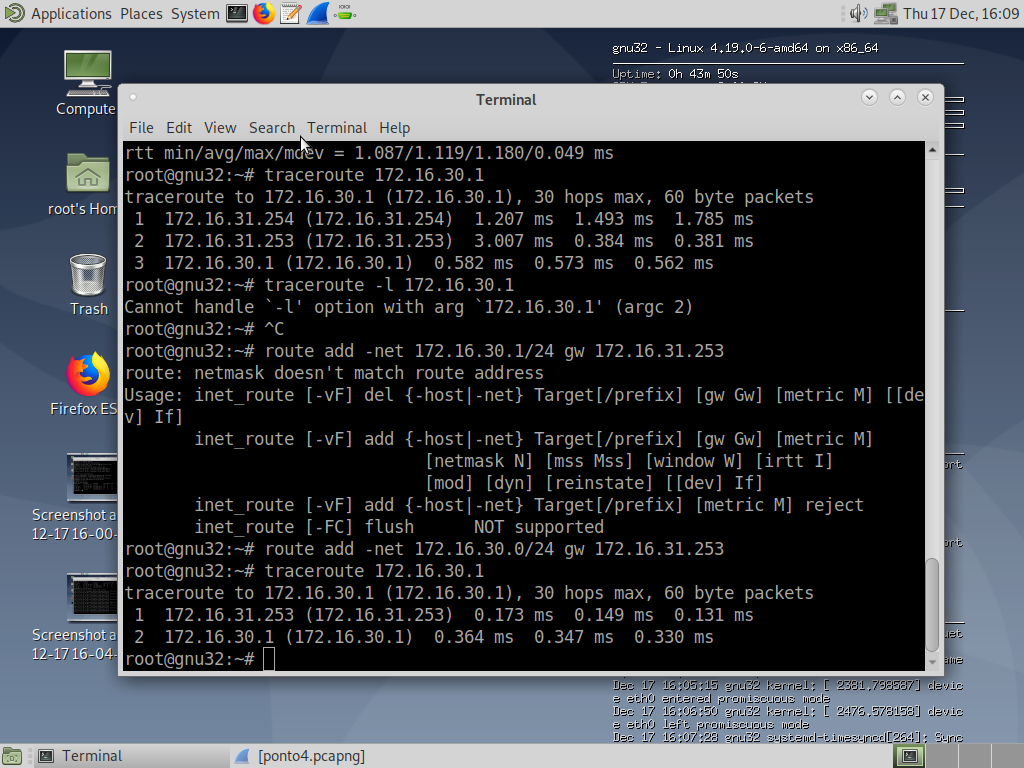 Applications Places System Thu 17 Dec, 16:09
gnu32 - Linux 4.19.0-6-amd64 on x86_64
Uptime: 0h 43m 50s
Compute
root's Hom
Trash
Firefox ES
Screenshot a
12-17 16-00-
Screenshot a
12-17 16-04-
Terminal
File Edit View Search Terminal Help
rtt min/avg/max/mdev = 1.087/1.119/1.180/0.049 ms
root@gnu32:~# traceroute 172.16.30.1
traceroute to 172.16.30.1 (172.16.30.1), 30 hops max, 60 byte packets
1 172.16.31.254 (172.16.31.254) 1.207 ms 1.493 ms 1.785 ms
2 172.16.31.253 (172.16.31.253) 3.007 ms 0.384 ms 0.381 ms
3 172.16.30.1 (172.16.30.1) 0.582 ms 0.573 ms 0.562 ms
root@gnu32:~# traceroute -l 172.16.30.1
Cannot handle `-l' option with arg `172.16.30.1' (argc 2)
root@gnu32:~# ^C
root@gnu32:~# route add -net 172.16.30.1/24 gw 172.16.31.253
route: netmask doesn't match route address
Usage: inet_route [-vF] del {-host|-net} Target[/prefix] [gw Gw] [metric M] [[de
v] If]
inet_route [-vF] add {-host|-net} Target[/prefix] [gw Gw] [metric M]
[netmask N] [mss Mss] [window W] [irtt I]
[mod] [dyn] [reinstate] [[dev] If]
inet_route [-vF] add {-host|-net} Target[/prefix] [metric M] reject
inet_route [-FC] flush NOT supported
root@gnu32:~# route add -net 172.16.30.0/24 gw 172.16.31.253
root@gnu32:~# traceroute 172.16.30.1
traceroute to 172.16.30.1 (172.16.30.1), 30 hops max, 60 byte packets
1 172.16.31.253 (172.16.31.253) 0.173 ms 0.149 ms 0.131 ms
2 172.16.30.1 (172.16.30.1) 0.364 ms 0.347 ms 0.330 ms
root@gnu32:~#
ort
ort
uet
ame
Dec 17 16:05:15 gnu32 kernel: [ 2381.798587] devic
e eth0 entered promiscuous mode
Dec 17 16:06:50 gnu32 kernel: [ 2476.578158] devic
e eth0 left promiscuous mode
Dec 17 16:07:28 gnu32 systemd-timesyncd[264]: Sync
Terminal [ponto4.pcapng]